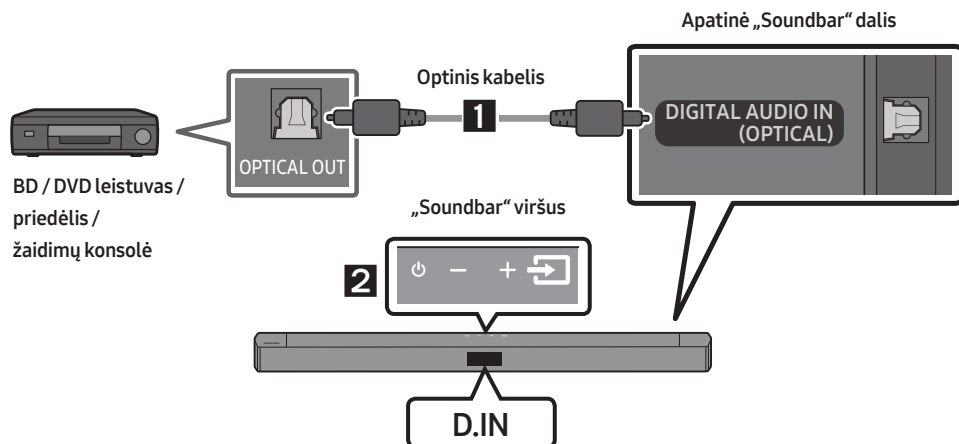 Apatinė „Soundbar“ dalis
Optinis kabelis
1
DIGITAL AUDIO IN
(OPTICAL)
OPTICAL OUT
BD / DVD leistuvas /
priedėlis /
žaidimų konsolė
„Soundbar“ viršus
2
D.IN